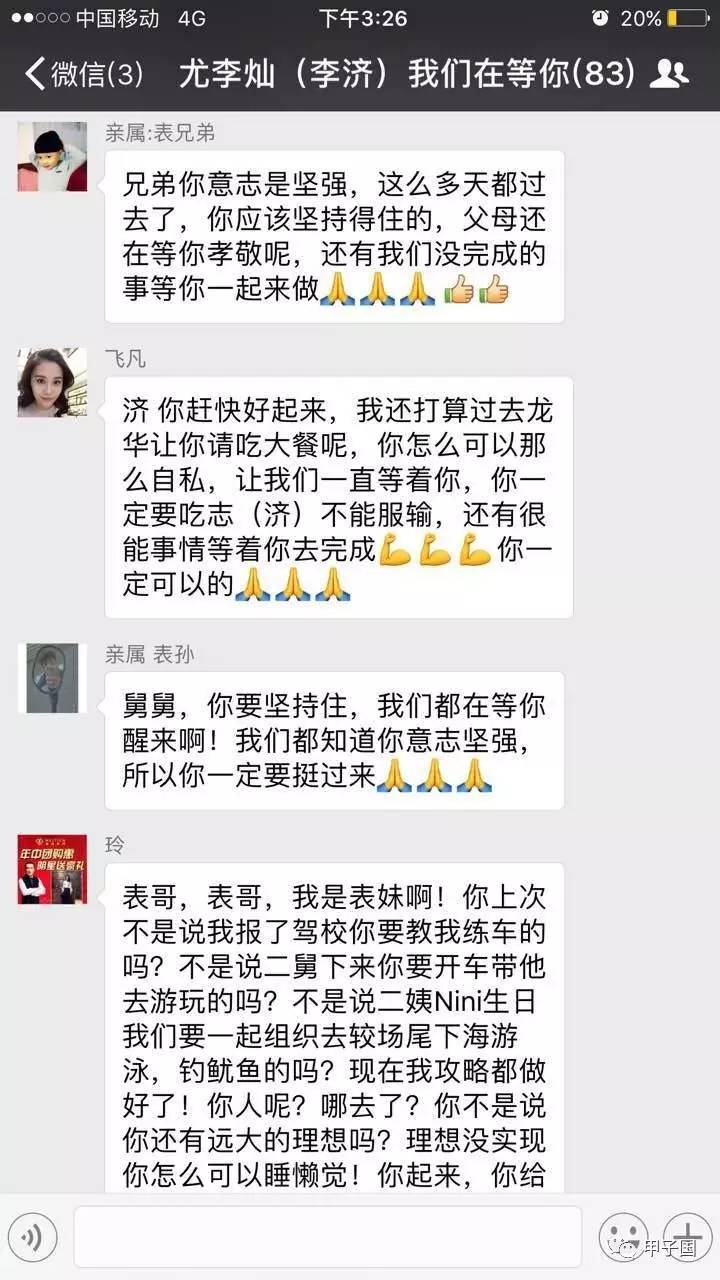 中国移动 4G 下午3:26 20%
微信(3) 尤李灿（李济）我们在等你(83)
亲属:表兄弟
兄弟你意志是坚强，这么多天都过
去了，你应该坚持得住的，父母还
在等你孝敬呢，还有我们没完成的
事等你一起来做🙏🙏🙏👍👍
飞凡
济 你赶快好起来，我还打算过去龙
华让你请吃大餐呢，你怎么可以那
么自私，让我们一直等着你，你一
定要吃志（济）不能服输，还有很
能事情等着你去完成💪💪💪你一
定可以的🙏🙏🙏
亲属 表孙
舅舅，你要坚持住，我们都在等你
醒来啊！我们都知道你意志坚强，
所以你一定要挺过来🙏🙏🙏
玲
年中团购惠
明星送豪礼
表哥，表哥，我是表妹啊！你上次
不是说我报了驾校你要教我练车的
吗？不是说二舅下来你要开车带他
去游玩的吗？不是说二姨Nini生日
我们要一起组织去较场尾下海游
泳，钓鱿鱼的吗？现在我攻略都做
好了！你人呢？哪去了？你不是说
你还有远大的理想吗？理想没实现
你怎么可以睡懒觉！你起来，你给
甲子国